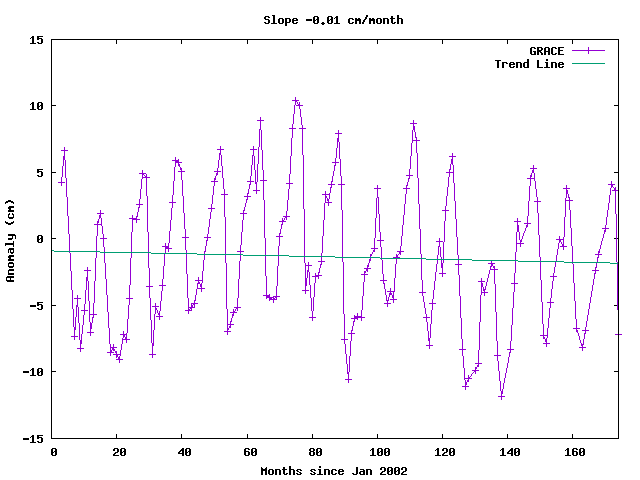 Slope -0.01 cm/month
GRACE
Trend Line
15
10
5
0
-5
-10
-15
Anomaly (cm)
0 20 40 60 80 100 120 140 160
Months since Jan 2002